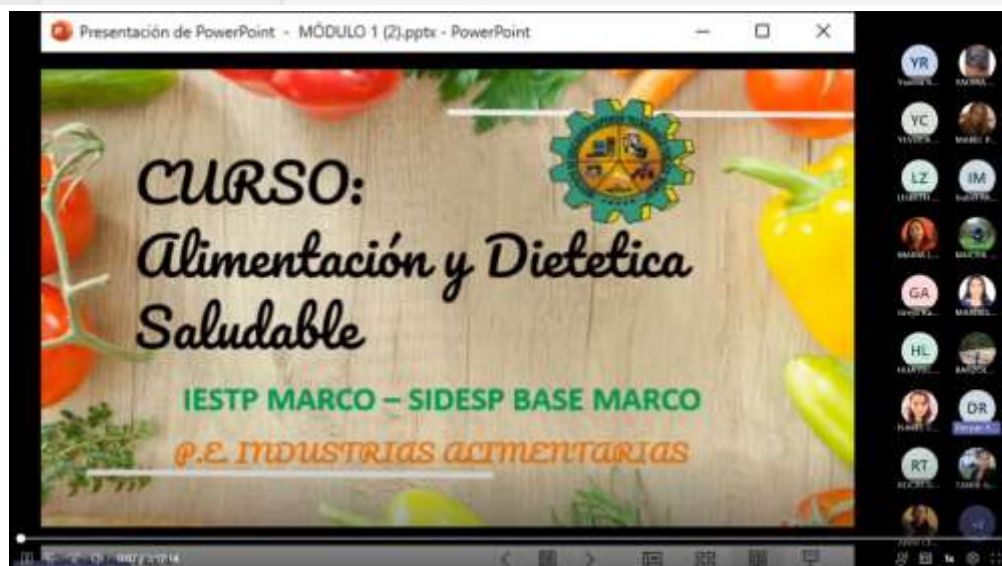 Presentación de PowerPoint - MÓDULO 1 (2).pptx - PowerPoint
CURSO:
Alimentación y Dietetica
Saludable
IESTP MARCO – SIDESP BASE MARCO
P.E. INDUSTRIAS ALIMENTARIAS
YR
YC
LZ
IM
GA
HL
DR
RT
1x